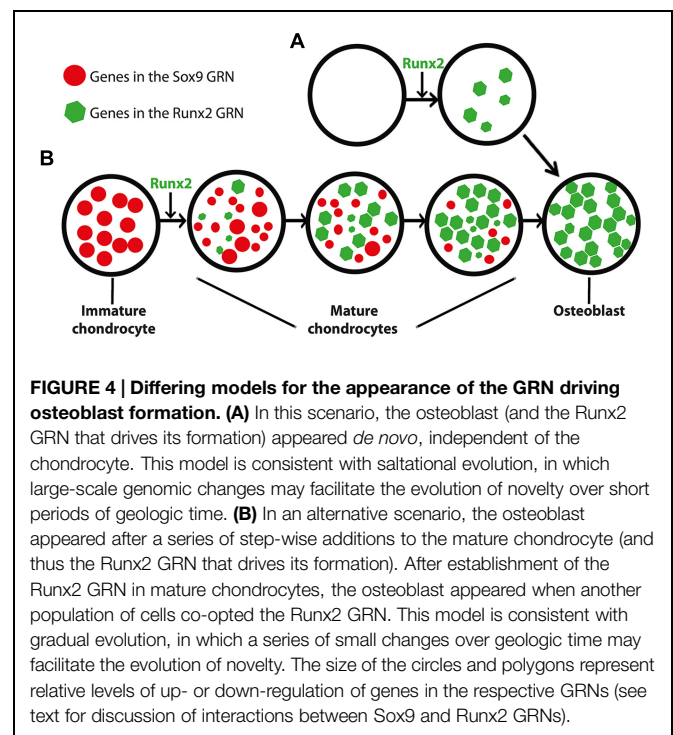 A
Runx2
Genes in the Sox9 GRN
Genes in the Runx2 GRN
B
Runx2
Immature
chondrocyte
Mature
chondrocytes
Osteoblast
FIGURE 4 | Differing models for the appearance of the GRN driving
osteoblast formation. (A) In this scenario, the osteoblast (and the Runx2
GRN that drives its formation) appeared de novo, independent of the
chondrocyte. This model is consistent with saltational evolution, in which
large-scale genomic changes may facilitate the evolution of novelty over short
periods of geologic time. (B) In an alternative scenario, the osteoblast
appeared after a series of step-wise additions to the mature chondrocyte (and
thus the Runx2 GRN that drives its formation). After establishment of the
Runx2 GRN in mature chondrocytes, the osteoblast appeared when another
population of cells co-opted the Runx2 GRN. This model is consistent with
gradual evolution, in which a series of small changes over geologic time may
facilitate the evolution of novelty. The size of the circles and polygons represent
relative levels of up- or down-regulation of genes in the respective GRNs (see
text for discussion of interactions between Sox9 and Runx2 GRNs).